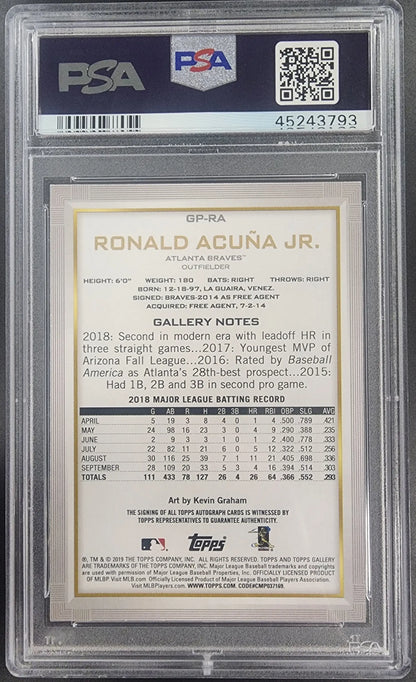 PSA
PSA
45243793
GP-RA
RONALD ACUÑA JR.
ATLANTA BRAVES™
OUTFIELDER
HEIGHT: 6'0" WEIGHT: 180 BATS: RIGHT THROWS: RIGHT
BORN: 12-18-97, LA GUAIRA, VENEZ.
SIGNED: BRAVES-2014 AS FREE AGENT
ACQUIRED: FREE AGENT, 7-2-14
GALLERY NOTES
2018: Second in modern era with leadoff HR in
three straight games...2017: Youngest MVP of
Arizona Fall League...2016: Rated by Baseball
America as Atlanta's 28th-best prospect...2015:
Had 1B, 2B and 3B in second pro game.
2018 MAJOR LEAGUE BATTING RECORD
G AB R H 2B 3B HR RBI OBP SLG AVG
APRIL 5 19 3 8 4 0 1 4 .500 .789 .421
MAY 24 98 16 23 3 0 4 9 .290 .388 .235
JUNE 2 9 3 3 1 0 1 2 .400 .778 .333
JULY 22 82 11 21 6 0 5 12 .322 .512 .256
AUGUST 30 116 25 39 7 1 11 21 .405 .698 .336
SEPTEMBER 28 109 20 33 5 3 4 16 .394 .514 .303
TOTALS 111 433 78 127 26 4 26 64 .366 .552 .293
Art by Kevin Graham
THE SIGNING OF ALL TOPPS AUTOGRAPH CARDS IS WITNESSED BY
TOPPS REPRESENTATIVES TO GUARANTEE AUTHENTICITY.
Topps
®, TM & © 2019 THE TOPPS COMPANY, INC. ALL RIGHTS RESERVED. TOPPS AND TOPPS GALLERY
ARE TRADEMARKS OF THE TOPPS COMPANY, INC. Major League Baseball trademarks and copyrights
are used with permission of Major League Baseball Properties, Inc. OFFICIALLY LICENSED PRODUCT
OF MLBP Visit MLB.com Officially Licensed Product of Major League Baseball Players Association.
Visit MLBPlayers.com. WWW.TOPPS.COM. CODE#CMP037169.
PSA